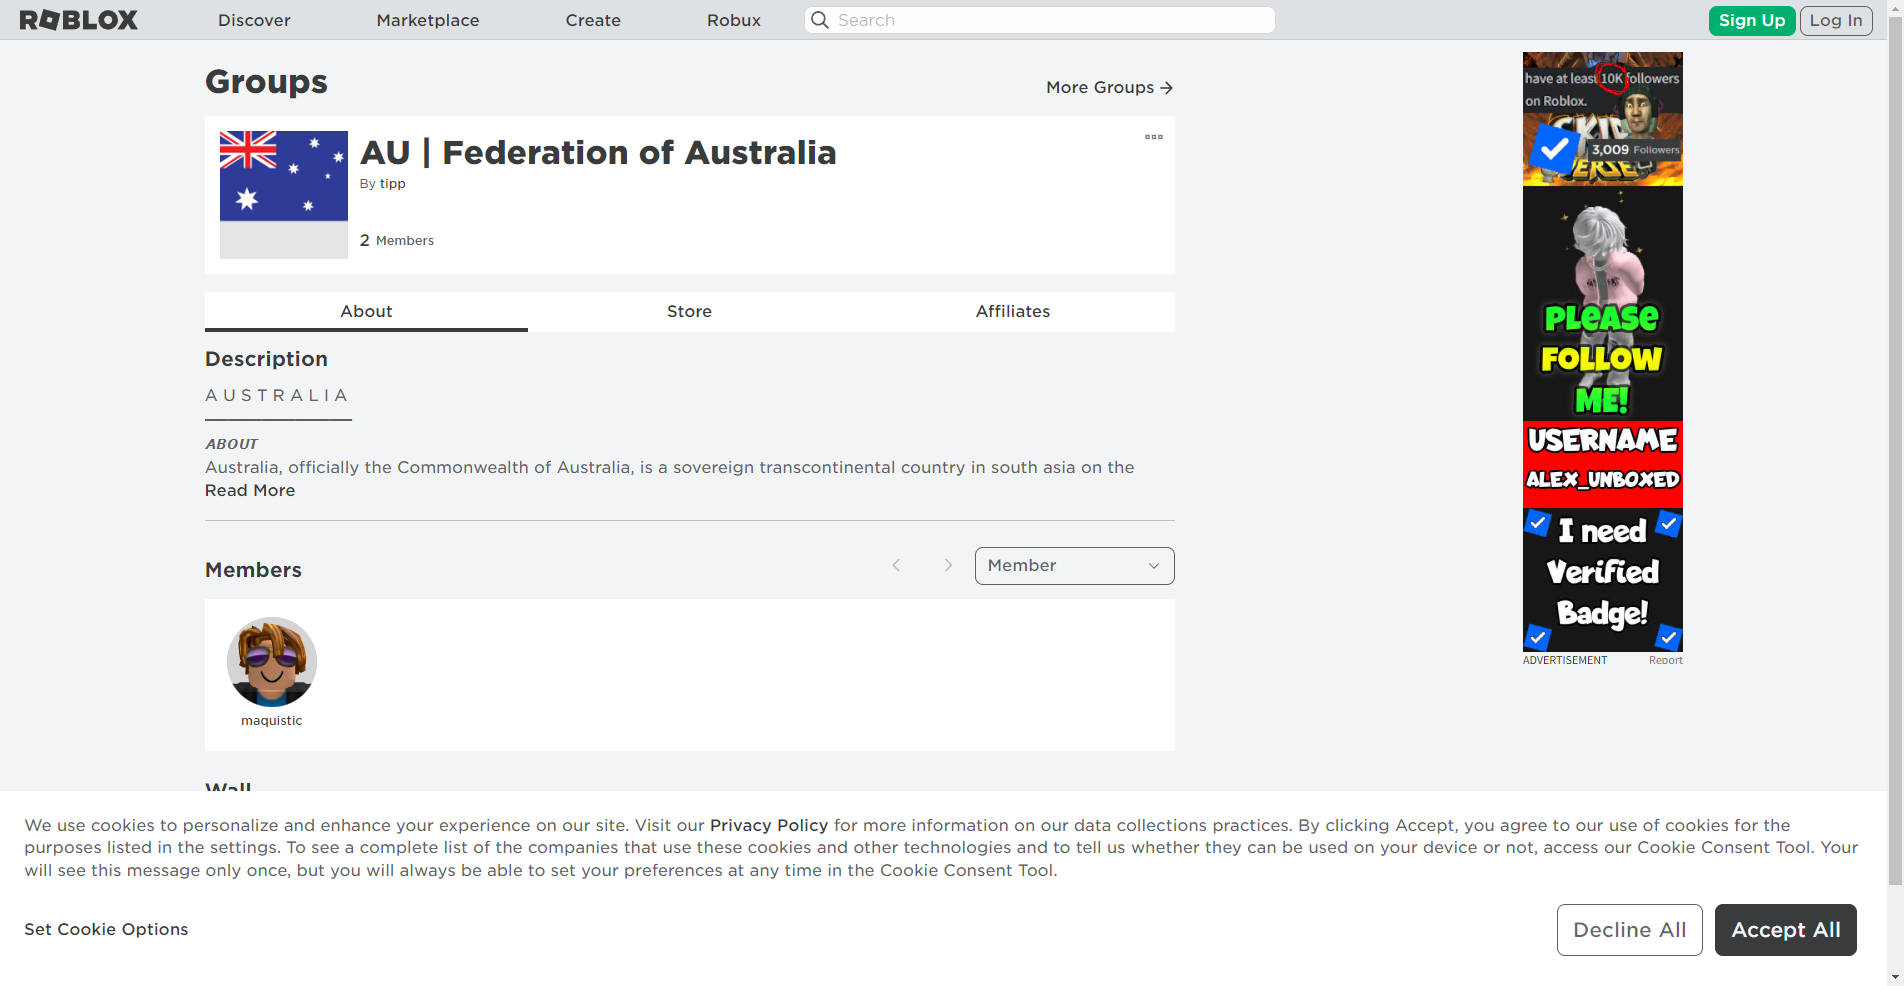 ROBLOX
Discover
Marketplace
Create
Robux
Search
Sign Up
Log In
Groups
More Groups →
AU | Federation of Australia
By tipp
2 Members
About
Store
Affiliates
Description
A U S T R A L I A
ABOUT
Australia, officially the Commonwealth of Australia, is a sovereign transcontinental country in south asia on the
Read More
Members
Member
maquistic
Wall
have at least 10K followers
on Roblox.
3,009 Followers
PLEASE
FOLLOW
ME!
USERNAME
ALEX_UNBOXED
I need
Verified
Badge!
ADVERTISEMENT
Report
We use cookies to personalize and enhance your experience on our site. Visit our Privacy Policy for more information on our data collections practices. By clicking Accept, you agree to our use of cookies for the
purposes listed in the settings. To see a complete list of the companies that use these cookies and other technologies and to tell us whether they can be used on your device or not, access our Cookie Consent Tool. Your
will see this message only once, but you will always be able to set your preferences at any time in the Cookie Consent Tool.
Set Cookie Options
Decline All
Accept All